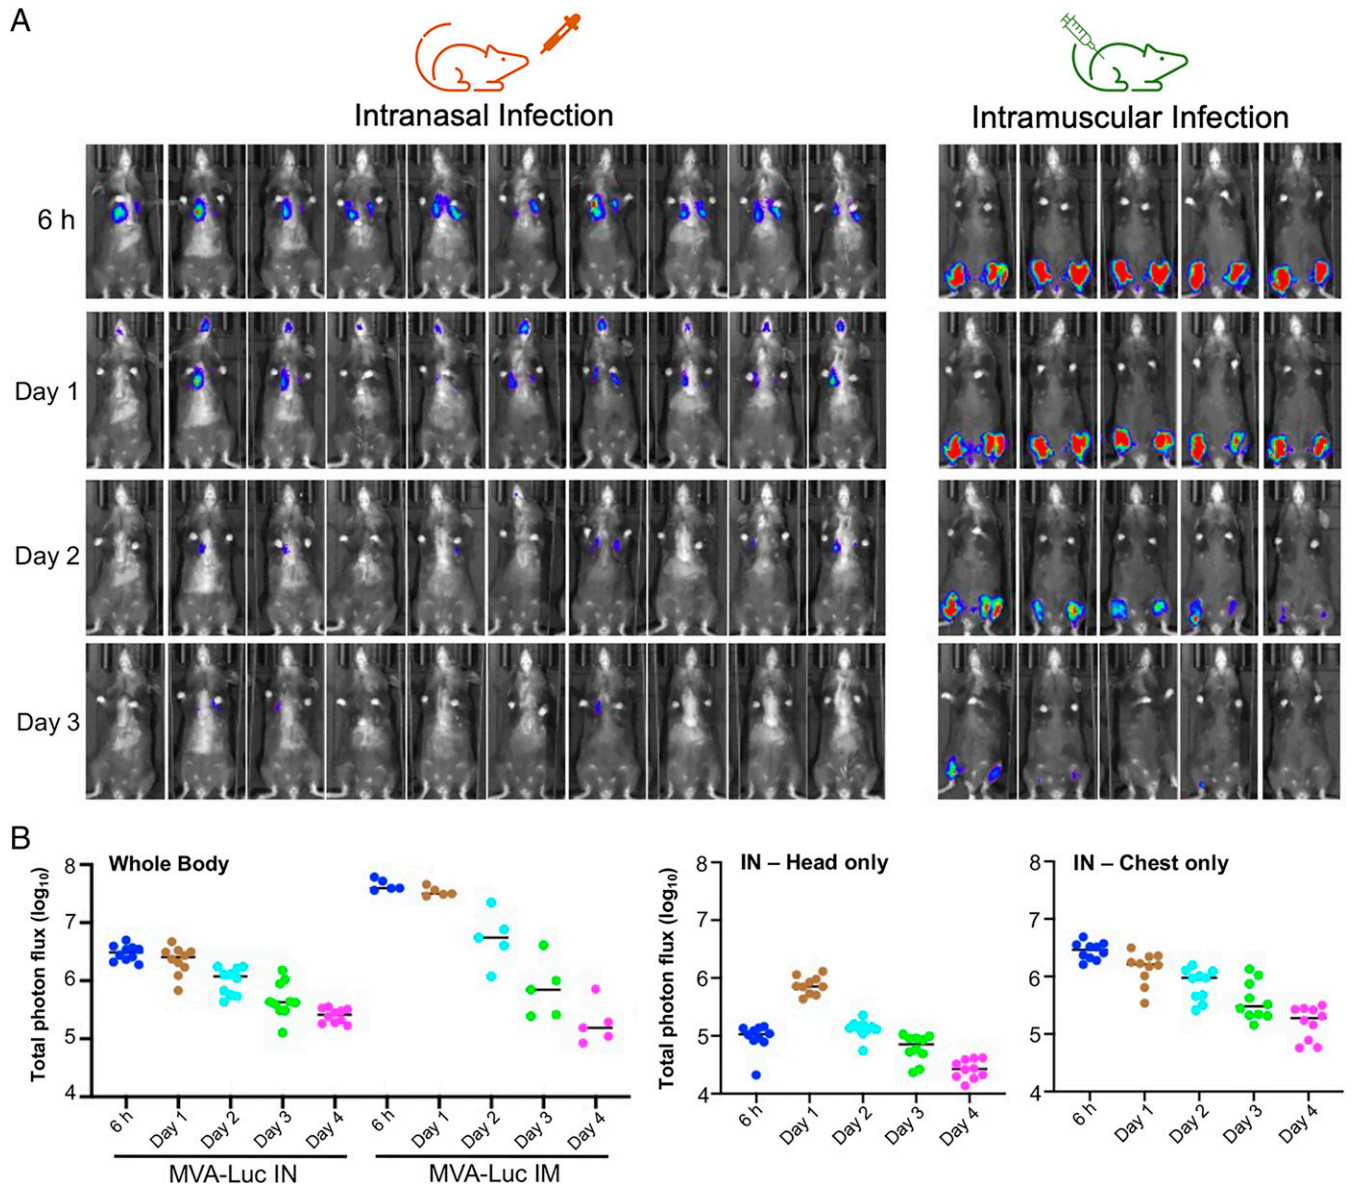 A
Intranasal Infection
Intramuscular Infection
6 h
Day 1
Day 2
Day 3
B
Whole Body
Total photon flux (log10)
8
7
6
5
4
6 h
Day 1
Day 2
Day 3
Day 4
6 h
Day 1
Day 2
Day 3
Day 4
MVA-Luc IN
MVA-Luc IM
IN – Head only
Total photon flux (log10)
8
7
6
5
4
6 h
Day 1
Day 2
Day 3
Day 4
IN – Chest only
8
7
6
5
4
6 h
Day 1
Day 2
Day 3
Day 4